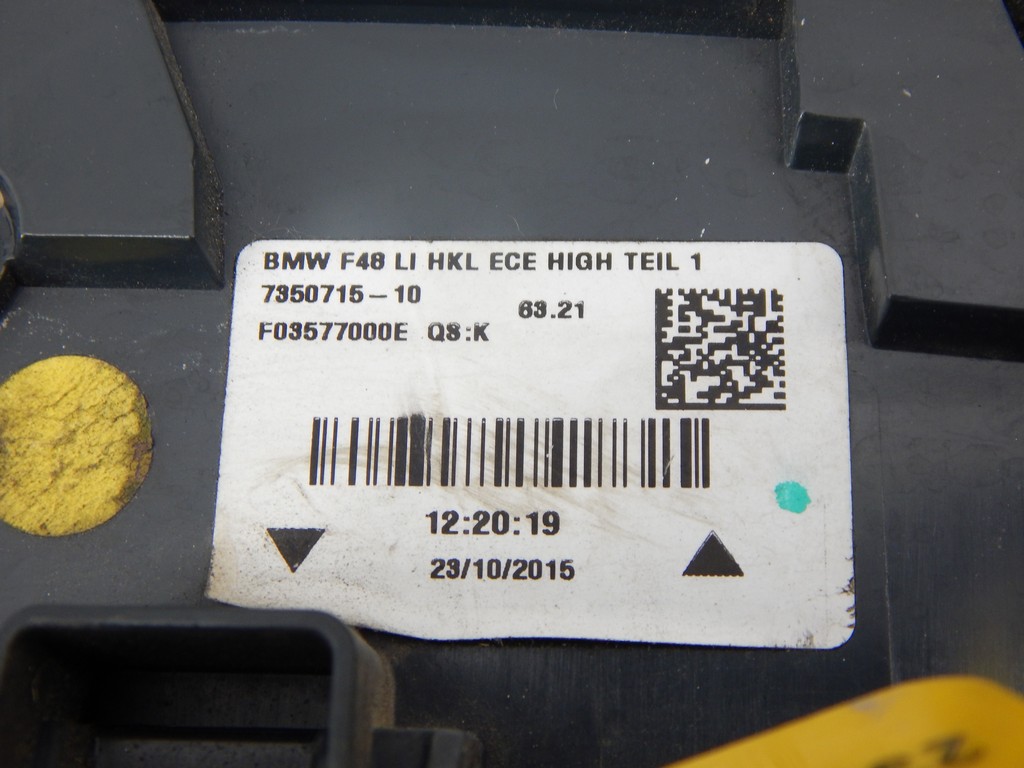 BMW F48 LI HKL ECE HIGH TEIL 1
7350715-10
63.21
F03577000E QS:K
12:20:19
23/10/2015